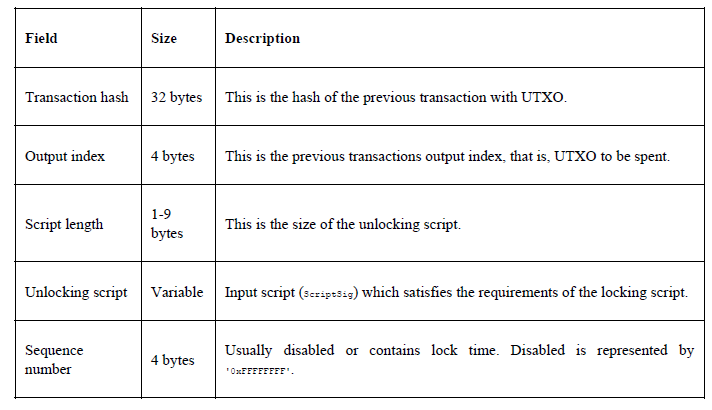 Field Size Description
Transaction hash 32 bytes This is the hash of the previous transaction with UTXO.
Output index 4 bytes This is the previous transactions output index, that is, UTXO to be spent.
Script length 1-9 bytes This is the size of the unlocking script.
Unlocking script Variable Input script (ScriptSig) which satisfies the requirements of the locking script.
Sequence number 4 bytes Usually disabled or contains lock time. Disabled is represented by
'0xFFFFFFFF'.